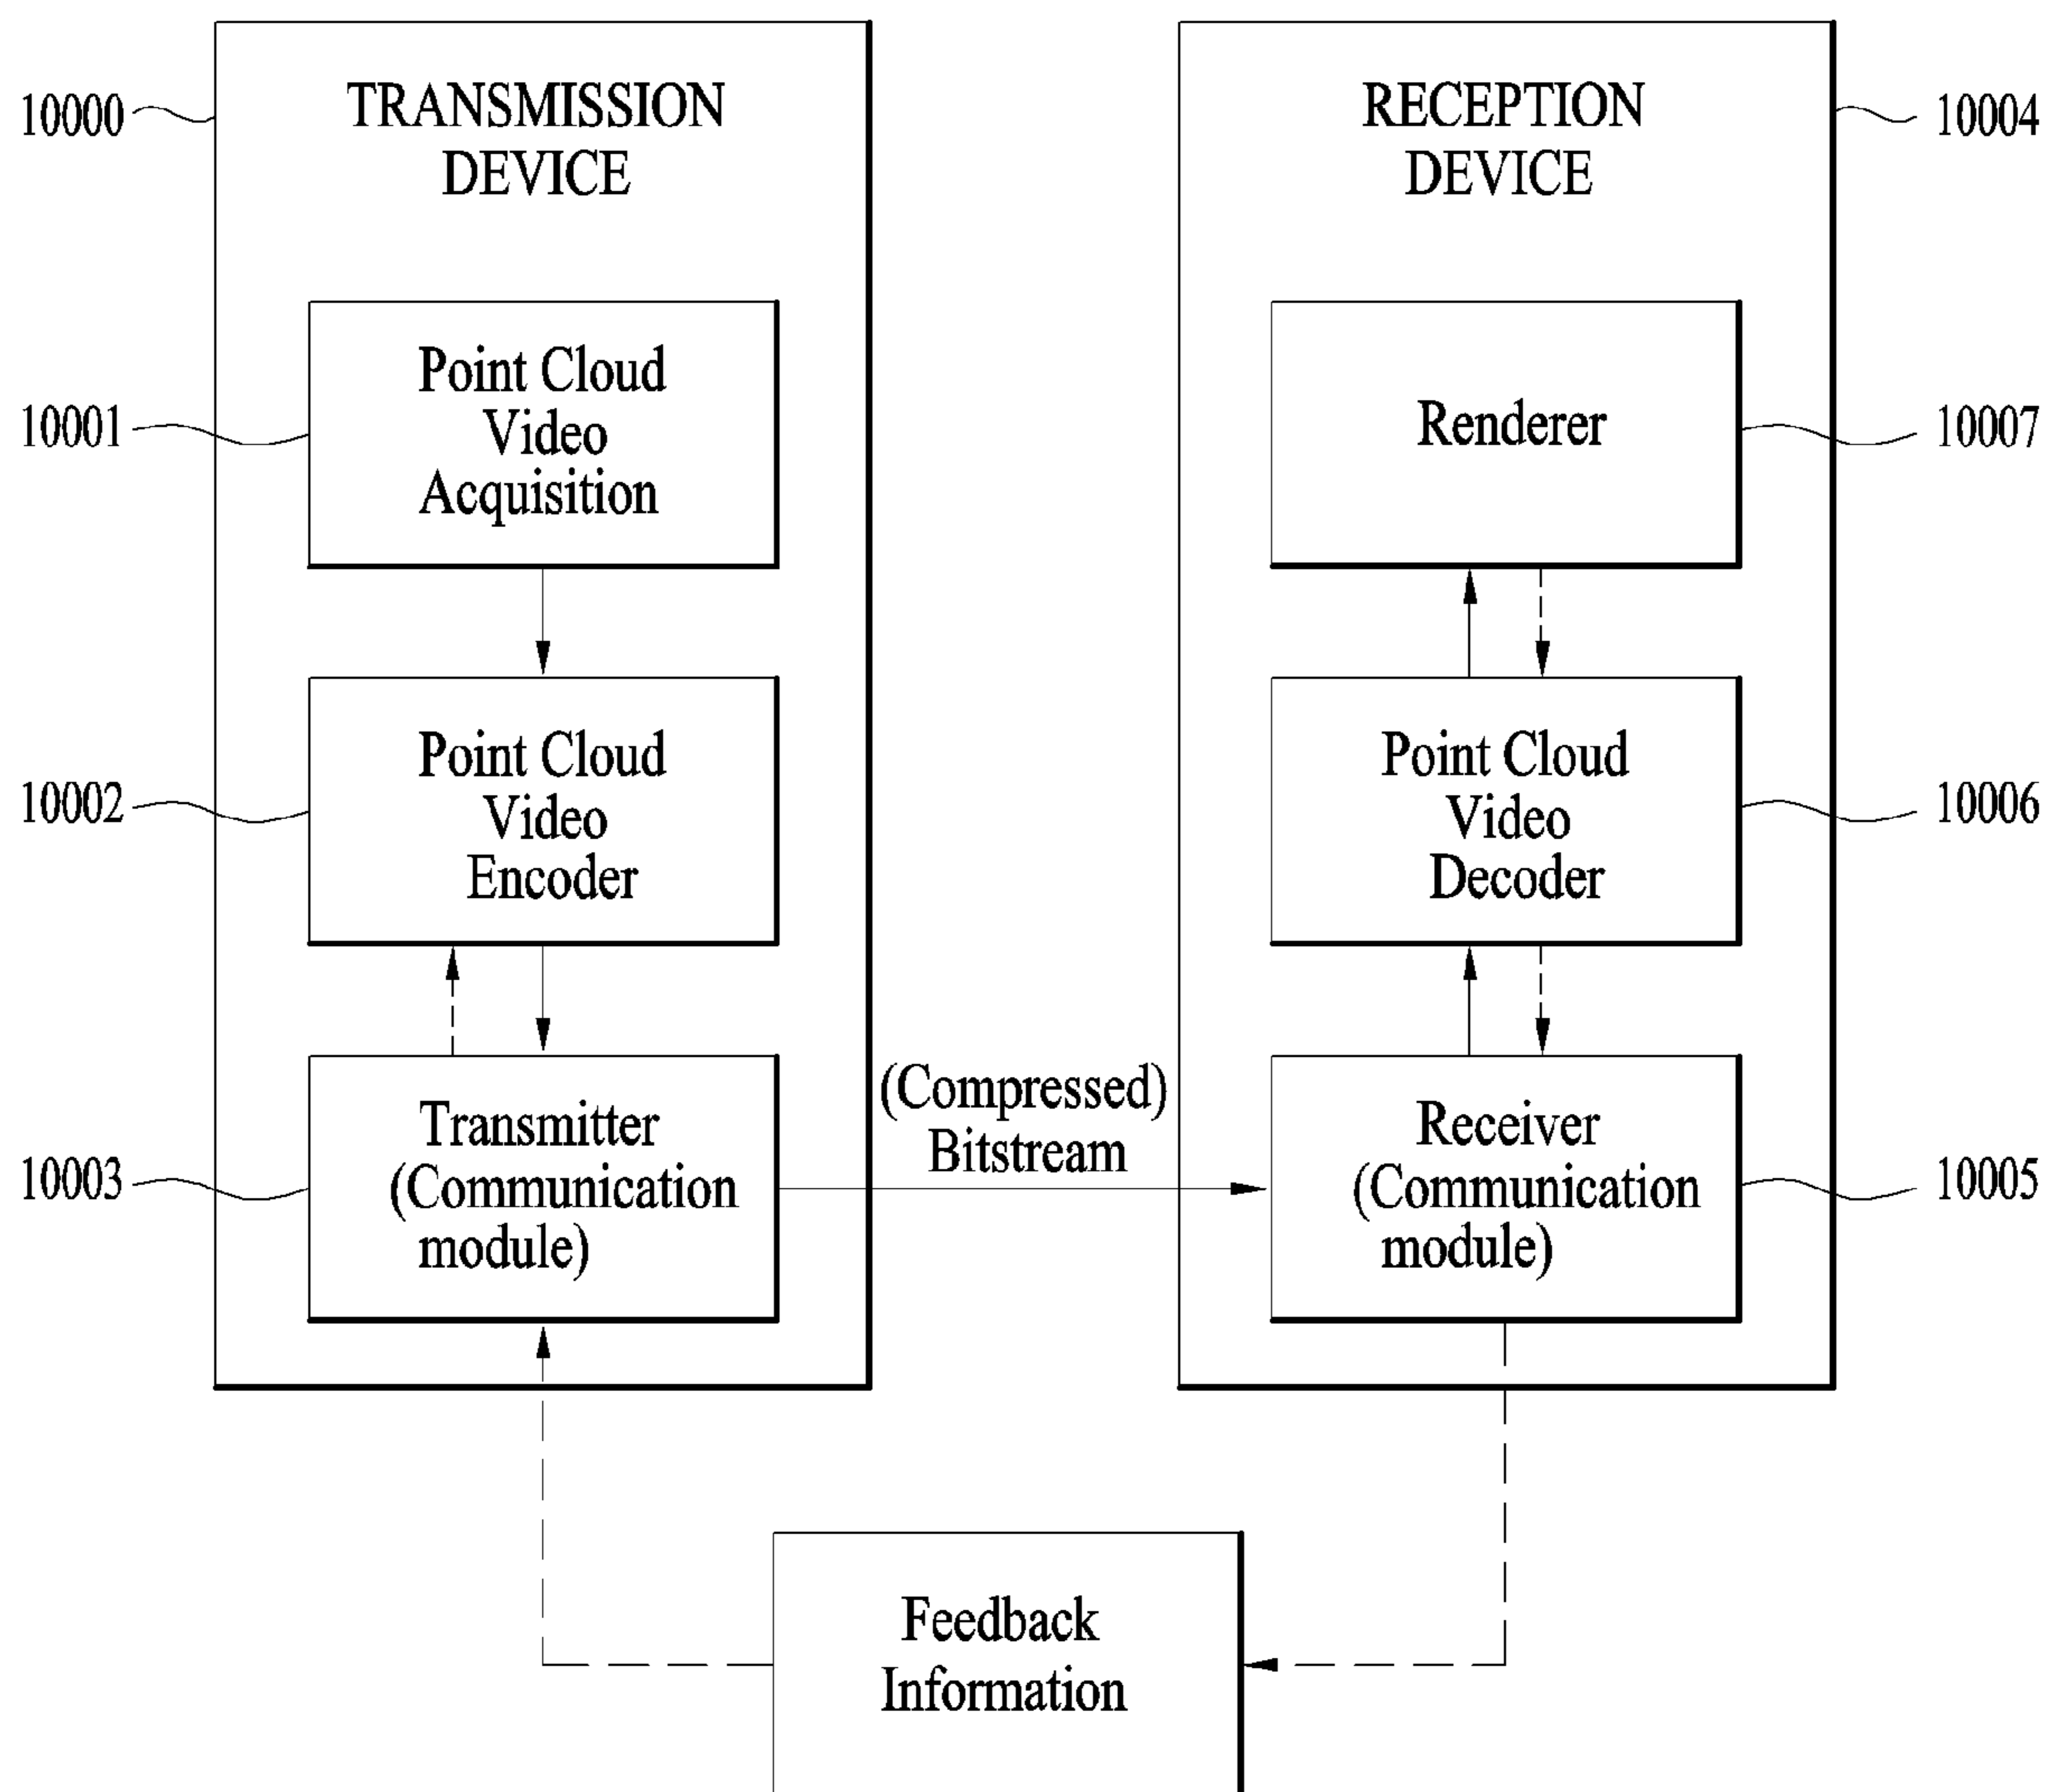 TRANSMISSION
DEVICE
10000
10001
Point Cloud
Video
Acquisition
10002
Point Cloud
Video
Encoder
10003
Transmitter
(Communication
module)
(Compressed)
Bitstream
RECEPTION
DEVICE
10004
Renderer
10007
Point Cloud
Video
Decoder
10006
Receiver
(Communication
module)
10005
Feedback
Information